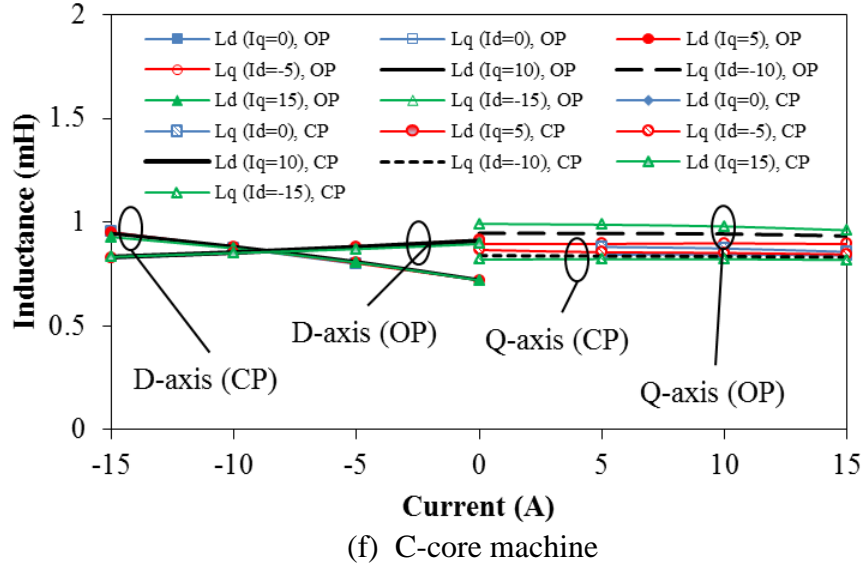 2
1.5
1
0.5
0
Inductance (mH)
Ld (Iq=0), OP Lq (Id=0), OP Ld (Iq=5), OP
Lq (Id=-5), OP Ld (Iq=10), OP Lq (Id=-10), OP
Ld (Iq=15), OP Lq (Id=-15), OP Ld (Iq=0), CP
Lq (Id=0), CP Ld (Iq=5), CP Lq (Id=-5), CP
Ld (Iq=10), CP Lq (Id=-10), CP Ld (Iq=15), CP
Lq (Id=-15), CP
D-axis (OP)
Q-axis (CP)
D-axis (CP)
Q-axis (OP)
-15 -10 -5 0 5 10 15
Current (A)
(f) C-core machine